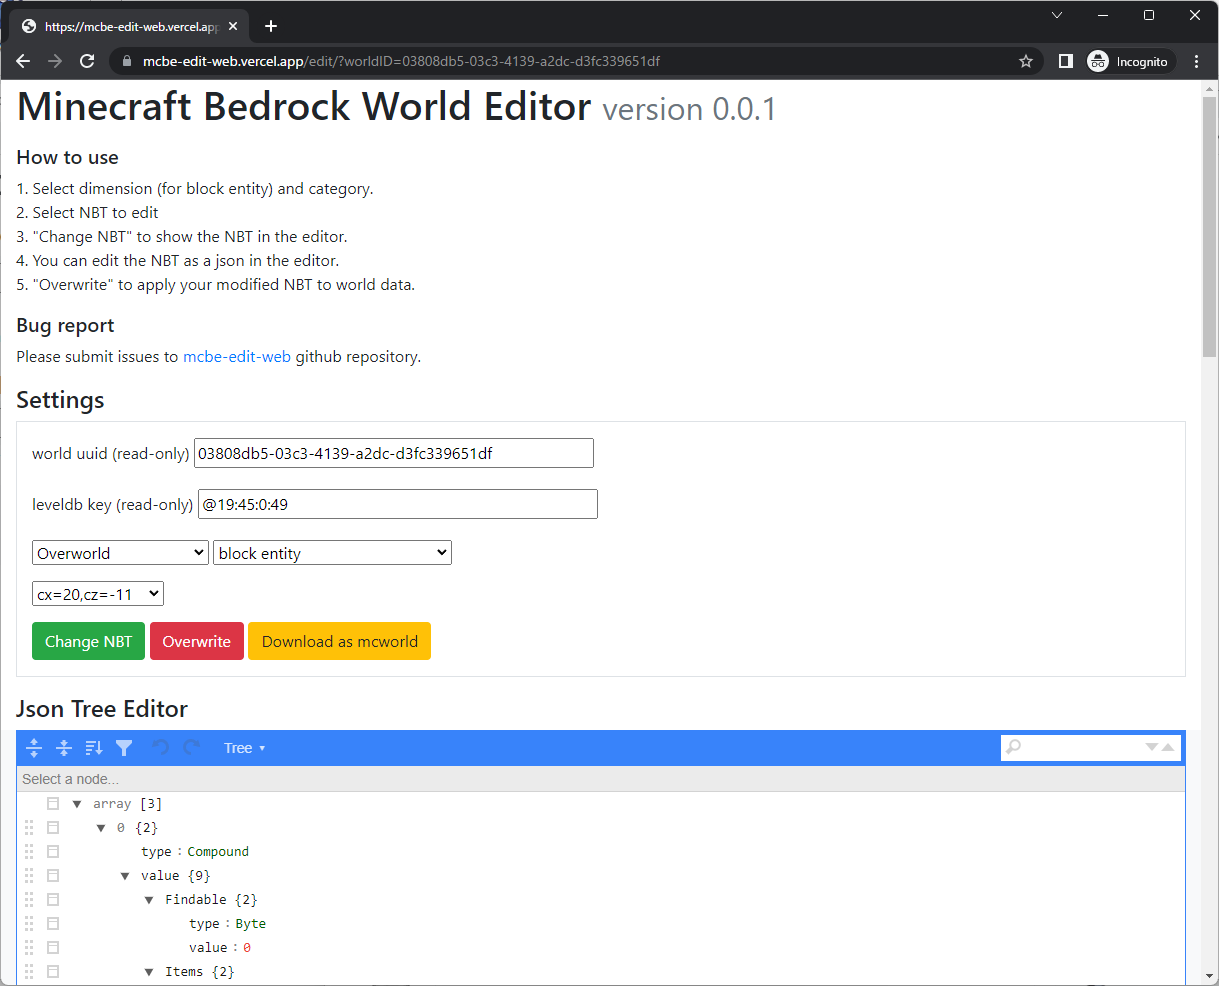 https://mcbe-edit-web.vercel.app
mcbe-edit-web.vercel.app/edit/?worldID=03808db5-03c3-4139-a2dc-d3fc339651df
Incognito
Minecraft Bedrock World Editor version 0.0.1
How to use
1. Select dimension (for block entity) and category.
2. Select NBT to edit
3. "Change NBT" to show the NBT in the editor.
4. You can edit the NBT as a json in the editor.
5. "Overwrite" to apply your modified NBT to world data.
Bug report
Please submit issues to mcbe-edit-web github repository.
Settings
world uuid (read-only) 03808db5-03c3-4139-a2dc-d3fc339651df
leveldb key (read-only) @19:45:0:49
Overworld block entity
cx=20,cz=-11
Change NBT Overwrite Download as mcworld
Json Tree Editor
Tree
Select a node...
array [3]
0 {2}
type : Compound
value {9}
Findable {2}
type : Byte
value : 0
Items {2}